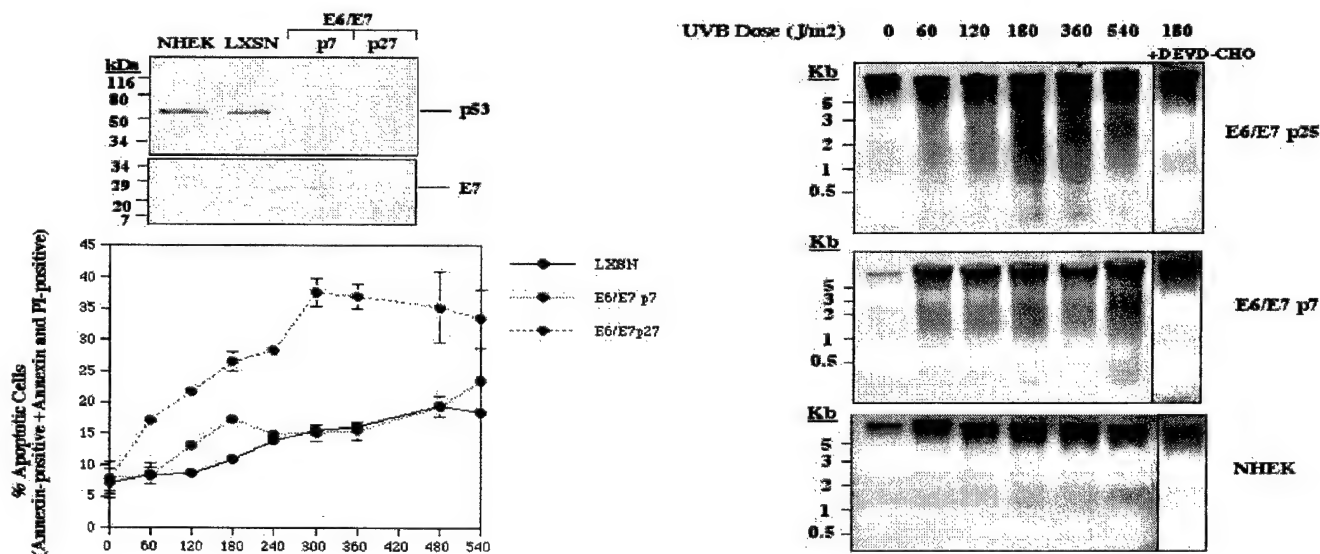 E6/E7
NHEK LXSN p7 p27
kDa
116
80
50
34
p53
34
29
20
7
E7
% Apoptotic Cells
(Annexin-positive + Annexin and PI-positive)
45
40
35
30
25
20
15
10
5
0
0 60 120 180 240 300 360 420 480 540
LXSN
E6/E7 p7
E6/E7p27
UVB Dose (J/m2) 0 60 120 180 360 540 180
+DEVD-CHO
Kb
5
3
2
1
0.5
E6/E7 p25
Kb
5
3
2
1
0.5
E6/E7 p7
Kb
5
3
2
1
0.5
NHEK